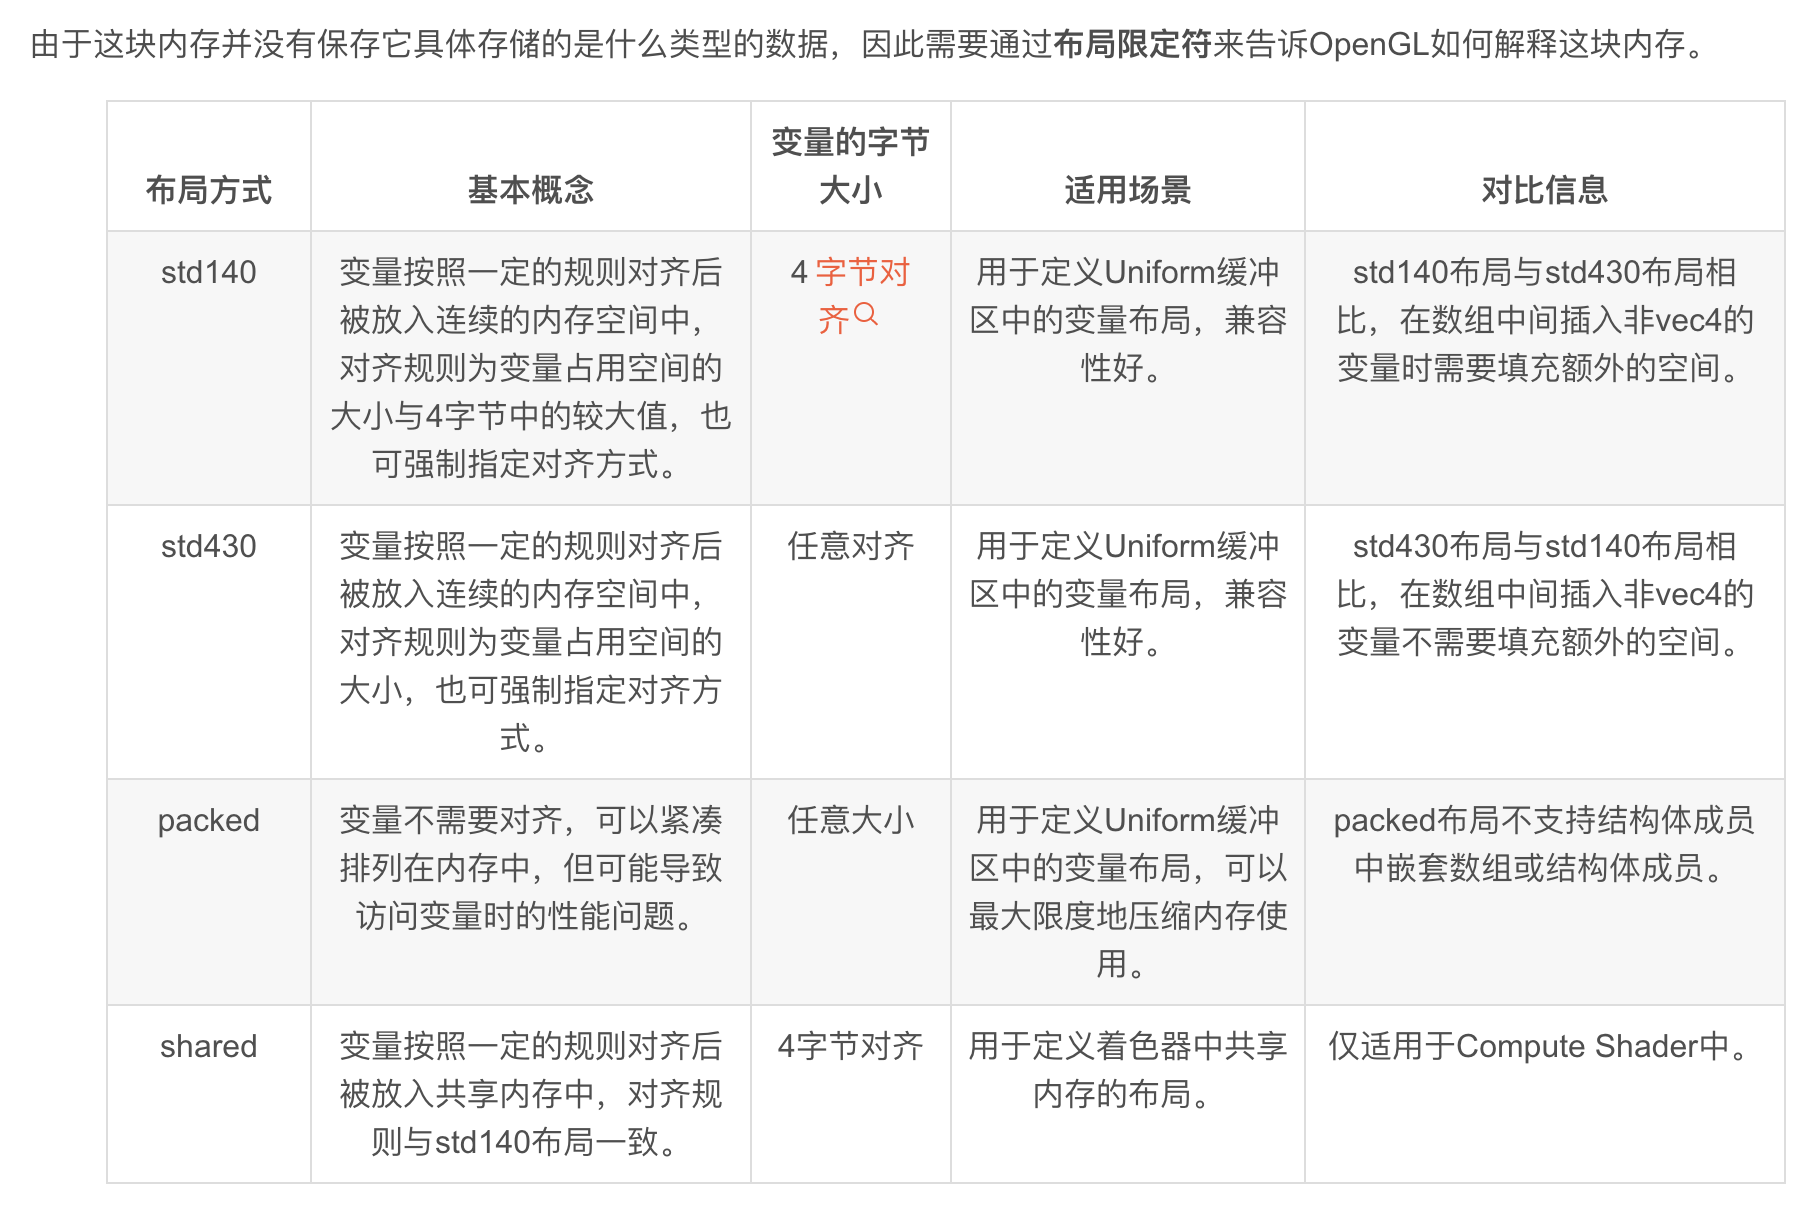 由于这块内存并没有保存它具体存储的是什么类型的数据，因此需要通过布局限定符来告诉OpenGL如何解释这块内存。
布局方式
基本概念
变量的字节
大小
适用场景
对比信息
std140
变量按照一定的规则对齐后
被放入连续的内存空间中，
对齐规则为变量占用空间的
大小与4字节中的较大值，也
可强制指定对齐方式。
4 字节对
齐
用于定义Uniform缓冲
区中的变量布局，兼容
性好。
std140布局与std430布局相
比，在数组中间插入非vec4的
变量时需要填充额外的空间。
std430
变量按照一定的规则对齐后
被放入连续的内存空间中，
对齐规则为变量占用空间的
大小，也可强制指定对齐方
式。
任意对齐
用于定义Uniform缓冲
区中的变量布局，兼容
性好。
std430布局与std140布局相
比，在数组中间插入非vec4的
变量不需要填充额外的空间。
packed
变量不需要对齐，可以紧凑
排列在内存中，但可能导致
访问变量时的性能问题。
任意大小
用于定义Uniform缓冲
区中的变量布局，可以
最大限度地压缩内存使
用。
packed布局不支持结构体成员
中嵌套数组或结构体成员。
shared
变量按照一定的规则对齐后
被放入共享内存中，对齐规
则与std140布局一致。
4字节对齐
用于定义着色器中共享
内存的布局。
仅适用于Compute Shader中。